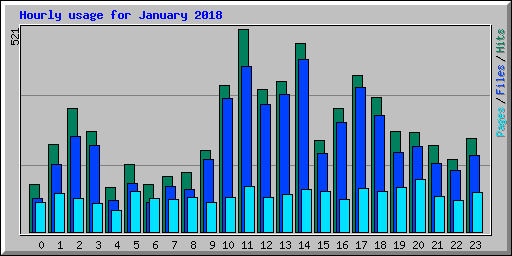 Hourly usage for January 2018
521
Pages/Files/Hits
0 1 2 3 4 5 6 7 8 9 10 11 12 13 14 15 16 17 18 19 20 21 22 23